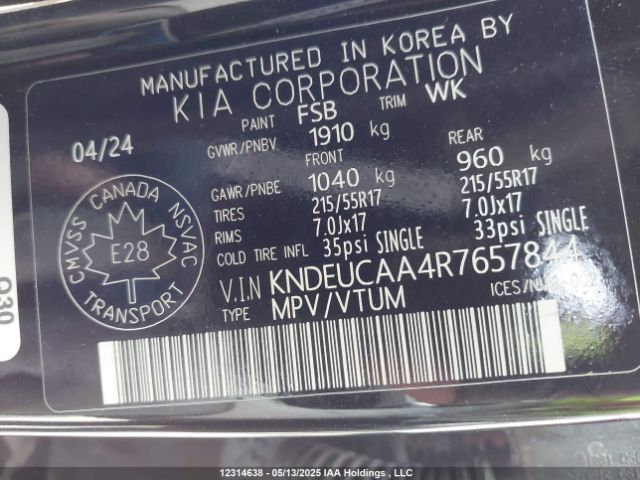 MANUFACTURED IN KOREA BY
KIA CORPORATION
PAINT FSB TRIM WK
04/24
GVWR/PNBV 1910 kg
FRONT REAR
GAWR/PNBE 1040 kg 960 kg
TIRES 215/55R17 215/55R17
RIMS 7.0Jx17 7.0Jx17
COLD TIRE INFL 35psi SINGLE 33psi SINGLE
CMVSS CANADA NSVAC
E28
TRANSPORT
V.I.N KNDEUCAA4R7657844
TYPE MPV/VTUM
030
12314638 - 05/13/2025 IAA Holdings , LLC